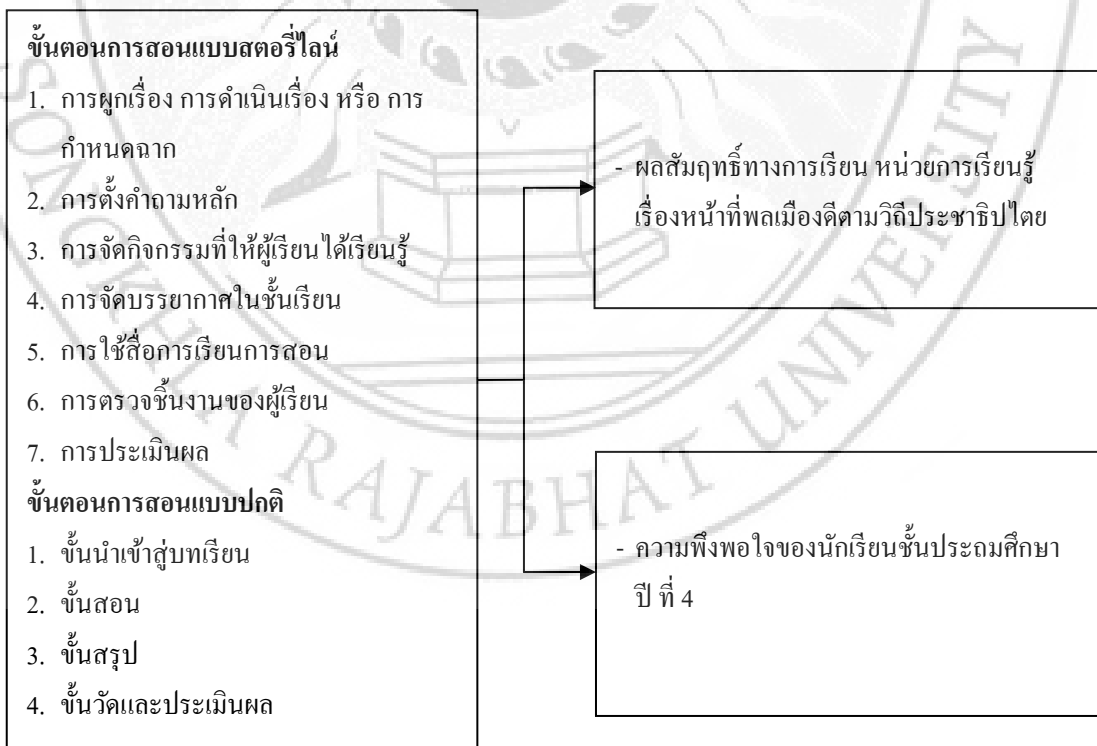 ขั้นตอนการสอนแบบสตอรี่ไลน์
1. การผูกเรื่อง การดำเนินเรื่อง หรือ การ
กำหนดฉาก
2. การตั้งคำถามหลัก
3. การจัดกิจกรรมที่ให้ผู้เรียนได้เรียนรู้
4. การจัดบรรยากาศในชั้นเรียน
5. การใช้สื่อการเรียนการสอน
6. การตรวจชิ้นงานของผู้เรียน
7. การประเมินผล
ขั้นตอนการสอนแบบปกติ
1. ขั้นนำเข้าสู่บทเรียน
2. ขั้นสอน
3. ขั้นสรุป
4. ขั้นวัดและประเมินผล
- ผลสัมฤทธิ์ทางการเรียน หน่วยการเรียนรู้
เรื่องหน้าที่พลเมืองดีตามวิถีประชาธิปไตย
- ความพึงพอใจของนักเรียนชั้นประถมศึกษา
ปี ที่ 4
SONGKHLA RAJABHAT UNIVERSITY